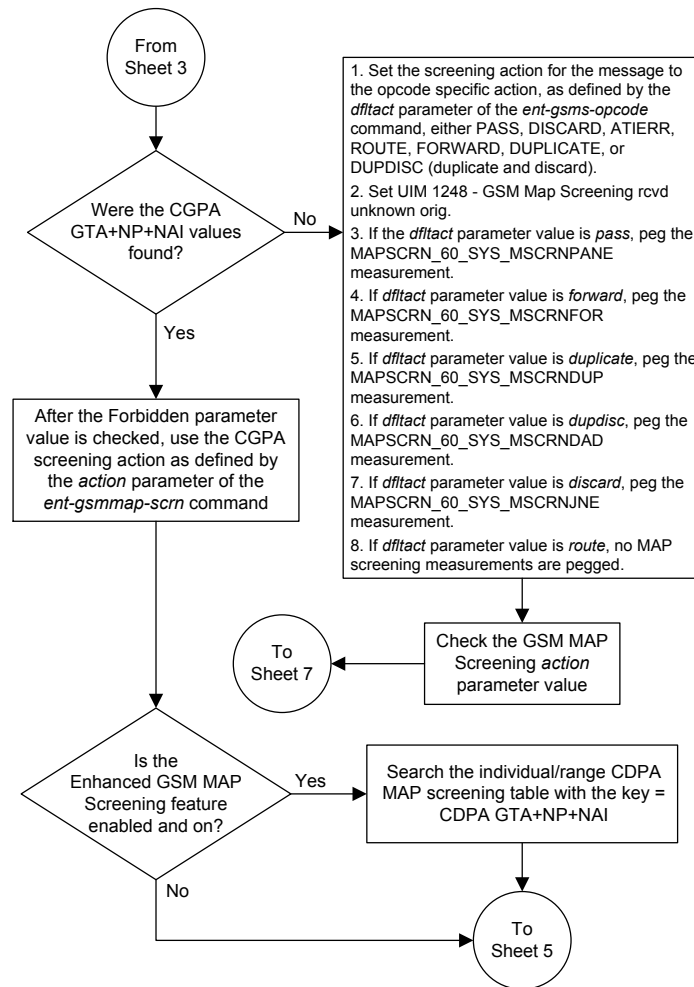 From
Sheet 3
Were the CGPA
GTA+NP+NAI values
found?
No
Yes
1. Set the screening action for the message to
the opcode specific action, as defined by the
dfltact parameter of the ent-gsms-opcode
command, either PASS, DISCARD, ATIERR,
ROUTE, FORWARD, DUPLICATE, or
DUPDISC (duplicate and discard).
2. Set UIM 1248 - GSM Map Screening rcvd
unknown orig.
3. If the dfltact parameter value is pass, peg the
MAPSCRN_60_SYS_MSCRNPANE
measurement.
4. If dfltact parameter value is forward, peg the
MAPSCRN_60_SYS_MSCRNFOR
measurement.
5. If dfltact parameter value is duplicate, peg the
MAPSCRN_60_SYS_MSCRNDUP
measurement.
6. If dfltact parameter value is dupdisc, peg the
MAPSCRN_60_SYS_MSCRNDAD
measurement.
7. If dfltact parameter value is discard, peg the
MAPSCRN_60_SYS_MSCRNJNE
measurement.
8. If dfltact parameter value is route, no MAP
screening measurements are pegged.
After the Forbidden parameter
value is checked, use the CGPA
screening action as defined by
the action parameter of the
ent-gsmmap-scrn command
Check the GSM MAP
Screening action
parameter value
To
Sheet 7
Is the
Enhanced GSM MAP
Screening feature
enabled and on?
Yes
No
Search the individual/range CDPA
MAP screening table with the key =
CDPA GTA+NP+NAI
To
Sheet 5